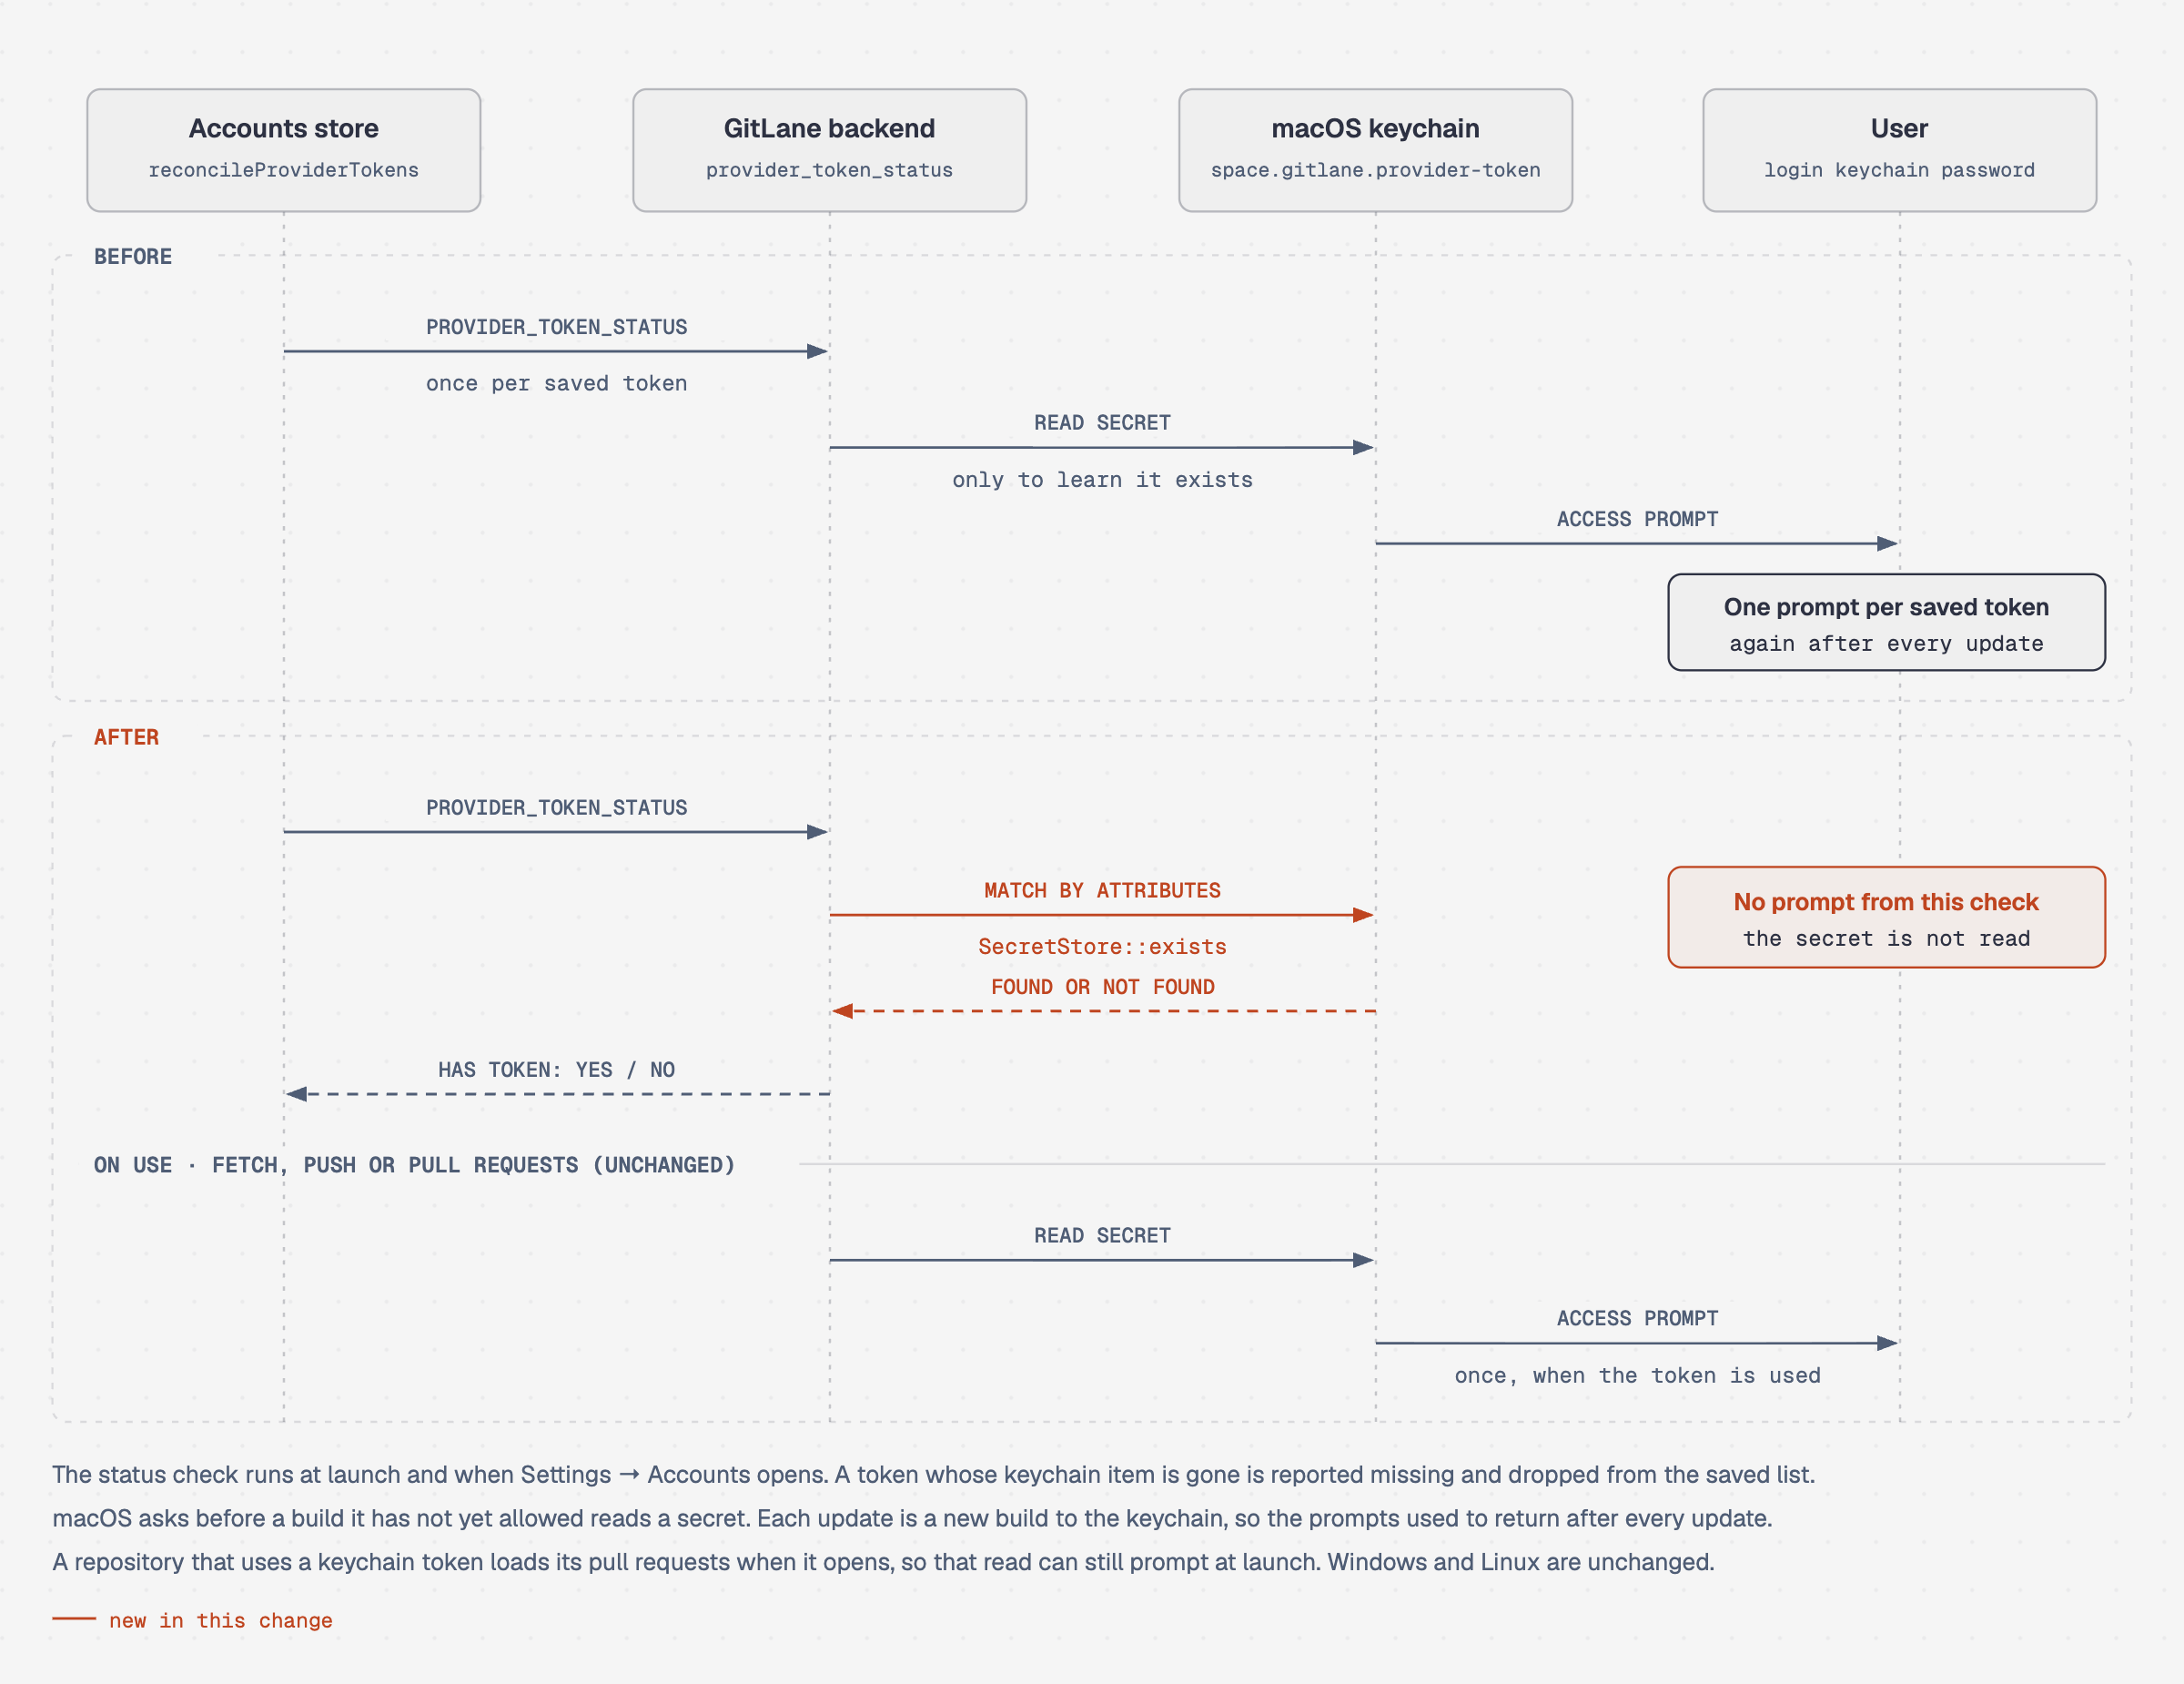 Accounts store
reconcileProviderTokens
GitLane backend
provider_token_status
macOS keychain
space.gitlane.provider-token
User
login keychain password
BEFORE
PROVIDER_TOKEN_STATUS
once per saved token
READ SECRET
only to learn it exists
ACCESS PROMPT
One prompt per saved token
again after every update
AFTER
PROVIDER_TOKEN_STATUS
MATCH BY ATTRIBUTES
SecretStore::exists
No prompt from this check
the secret is not read
FOUND OR NOT FOUND
HAS TOKEN: YES / NO
ON USE · FETCH, PUSH OR PULL REQUESTS (UNCHANGED)
READ SECRET
ACCESS PROMPT
once, when the token is used
The status check runs at launch and when Settings → Accounts opens. A token whose keychain item is gone is reported missing and dropped from the saved list.
macOS asks before a build it has not yet allowed reads a secret. Each update is a new build to the keychain, so the prompts used to return after every update.
A repository that uses a keychain token loads its pull requests when it opens, so that read can still prompt at launch. Windows and Linux are unchanged.
new in this change